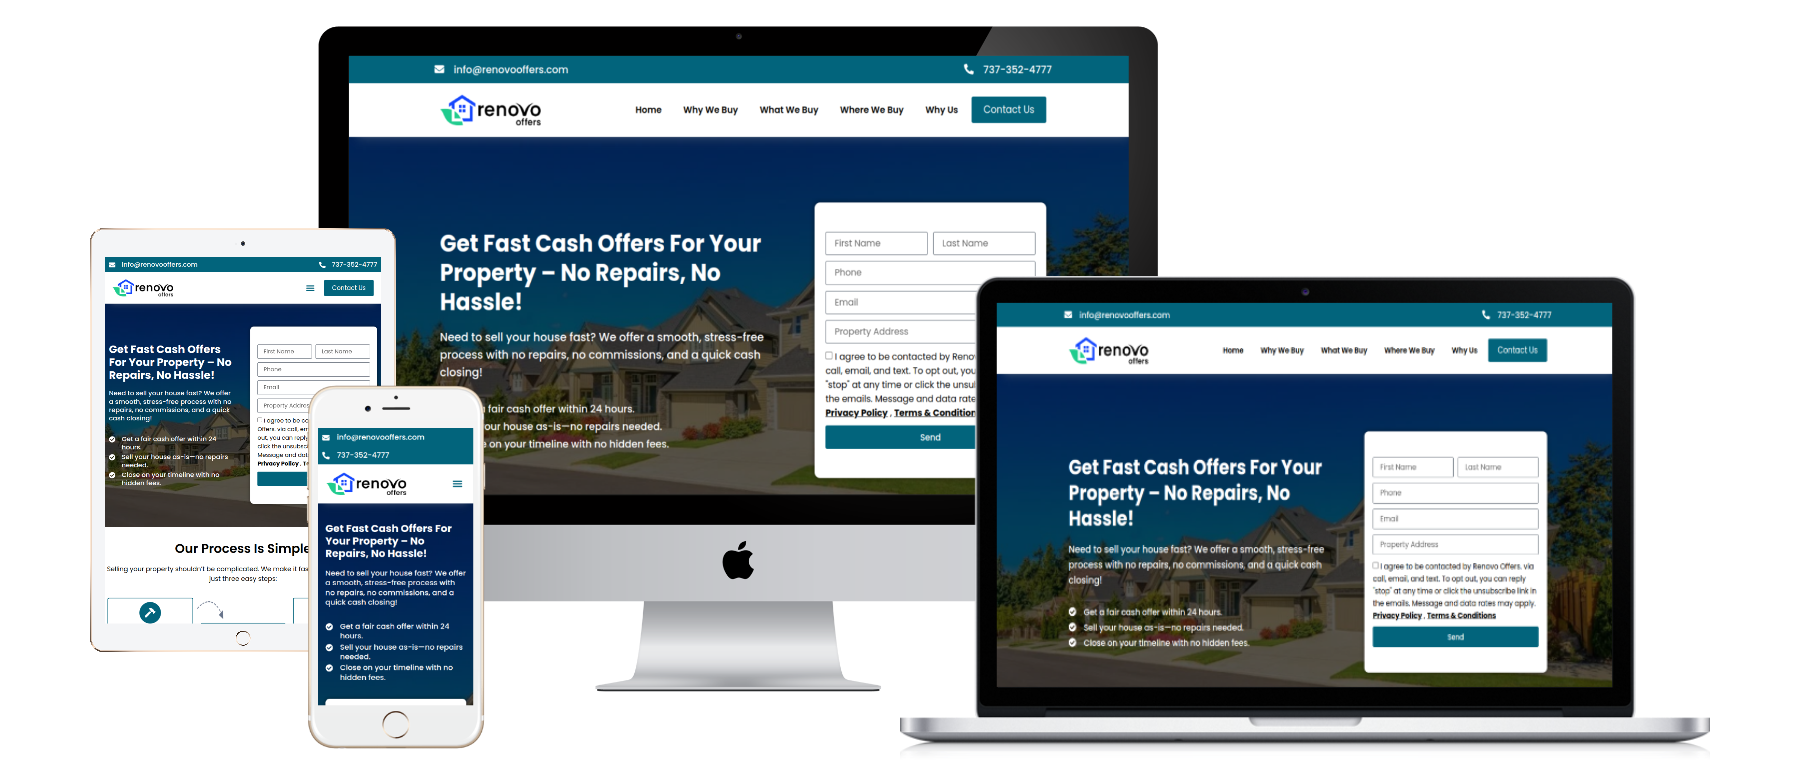 info@renovooffers.com
737-352-4777
renovo
offers
Home
Why We Buy
What We Buy
Where We Buy
Why Us
Contact Us
Get Fast Cash Offers For Your
Property – No Repairs, No
Hassle!
Need to sell your house fast? We offer a smooth, stress-free
process with no repairs, no commissions, and a quick cash
closing!
fair cash offer within 24 hours.
ur house as-is—no repairs needed.
on your timeline with no hidden fees.
First Name
Last Name
Phone
Email
Property Address
I agree to be contacted by Reno
call, email, and text. To opt out, you
"stop" at any time or click the unsu
the emails. Message and data rates
Privacy Policy , Terms & Condition
Send
info@renovooffers.com
737-352-4777
renovo
offers
Contact Us
Get Fast Cash Offers
For Your Property – No
Repairs, No Hassle!
Need to sell your house fast? We offer
a smooth, stress-free process with no
repairs, no commissions, and a quick
cash closing!
Get a fair cash offer within 24
hours.
Sell your house as-is—no repairs
needed.
Close on your timeline with no
hidden fees.
First Name
Last Name
Phone
Email
Property Address
I agree to be co
Offers. via call, em
out, you can reply
click the unsubsc
Message and dat
Privacy Policy , T
Our Process Is Simple
Selling your property shouldn't be complicated. We make it fas
just three easy steps:
info@renovooffers.com
737-352-4777
renovo
offers
Get Fast Cash Offers For
Your Property – No
Repairs, No Hassle!
Need to sell your house fast? We offer
a smooth, stress-free process with
no repairs, no commissions, and a
quick cash closing!
Get a fair cash offer within 24
hours.
Sell your house as-is—no repairs
needed.
Close on your timeline with no
hidden fees.
info@renovooffers.com
737-352-4777
renovo
offers
Home
Why We Buy
What We Buy
Where We Buy
Why Us
Contact Us
Get Fast Cash Offers For Your
Property – No Repairs, No
Hassle!
Need to sell your house fast? We offer a smooth, stress-free
process with no repairs, no commissions, and a quick cash
closing!
Get a fair cash offer within 24 hours.
Sell your house as-is—no repairs needed.
Close on your timeline with no hidden fees.
First Name
Last Name
Phone
Email
Property Address
I agree to be contacted by Renovo Offers. via
call, email, and text. To opt out, you can reply
"stop" at any time or click the unsubscribe link in
the emails. Message and data rates may apply.
Privacy Policy , Terms & Conditions
Send